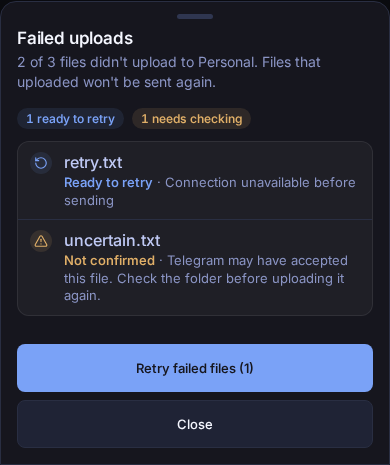 Failed uploads
2 of 3 files didn't upload to Personal. Files that
uploaded won't be sent again.
1 ready to retry
1 needs checking
retry.txt
Ready to retry · Connection unavailable before
sending
uncertain.txt
Not confirmed · Telegram may have accepted
this file. Check the folder before uploading it
again.
Retry failed files (1)
Close